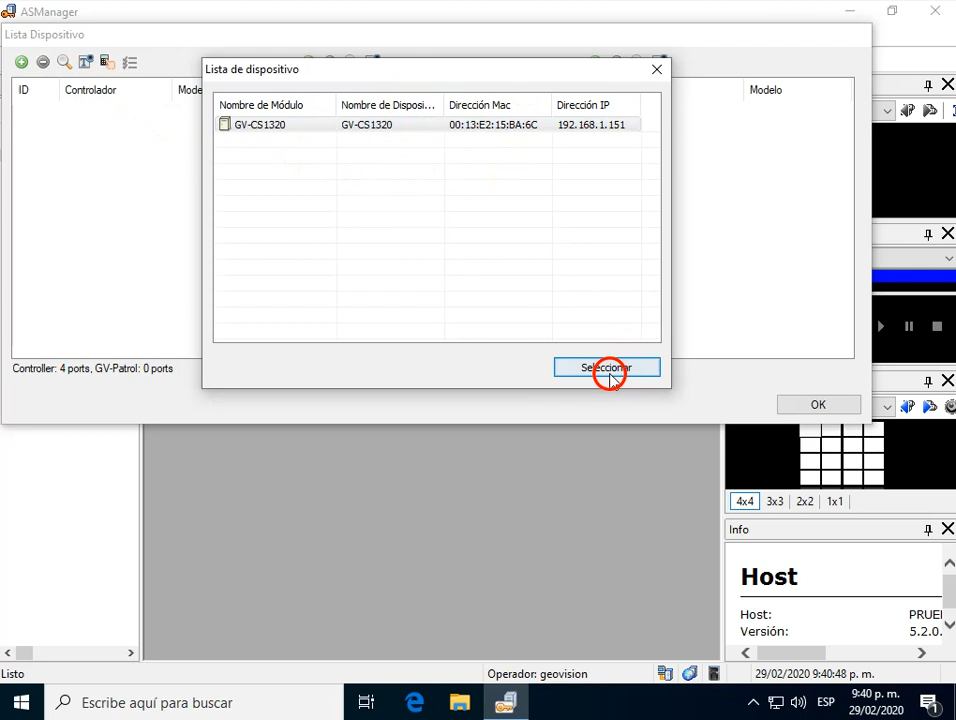 ASManager
Lista Dispositivo
Lista de dispositivo
ID
Controlador
Mode
Modelo
Nombre de Módulo
Nombre de Disposi...
Dirección Mac
Dirección IP
GV-CS1320
GV-CS1320
00:13:E2:15:BA:6C
192.168.1.151
Controller: 4 ports, GV-Patrol: 0 ports
Seleccionar
OK
4x4
3x3
2x2
1x1
Info
Host
Host:
PRUE
Versión:
5.2.0.
Listo
Operador: geovision
29/02/2020 9:40:48 p. m.
Escribe aquí para buscar
ESP
9:40 p. m.
29/02/2020
1